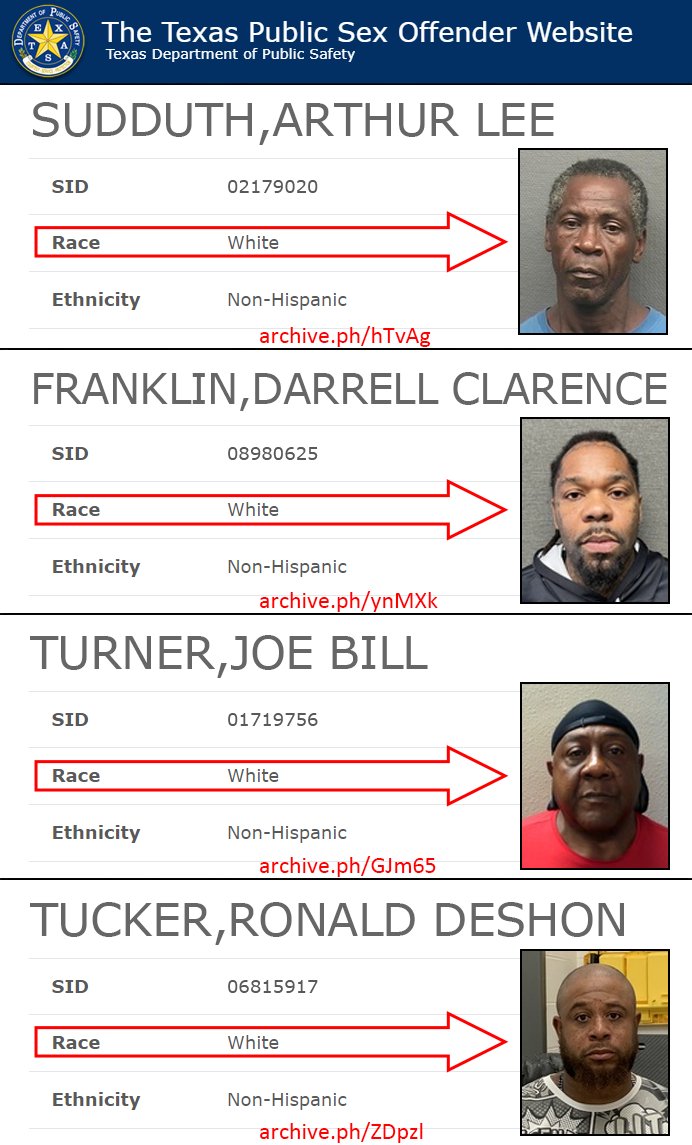 The Texas Public Sex Offender Website
Texas Department of Public Safety
DEPARTMENT OF PUBLIC SAFETY
TEXAS
SUDDUTH,ARTHUR LEE
SID 02179020
Race White
Ethnicity Non-Hispanic
archive.ph/hTvAg
FRANKLIN,DARRELL CLARENCE
SID 08980625
Race White
Ethnicity Non-Hispanic
archive.ph/ynMXk
TURNER,JOE BILL
SID 01719756
Race White
Ethnicity Non-Hispanic
archive.ph/GJm65
TUCKER,RONALD DESHON
SID 06815917
Race White
Ethnicity Non-Hispanic
archive.ph/ZDpzl